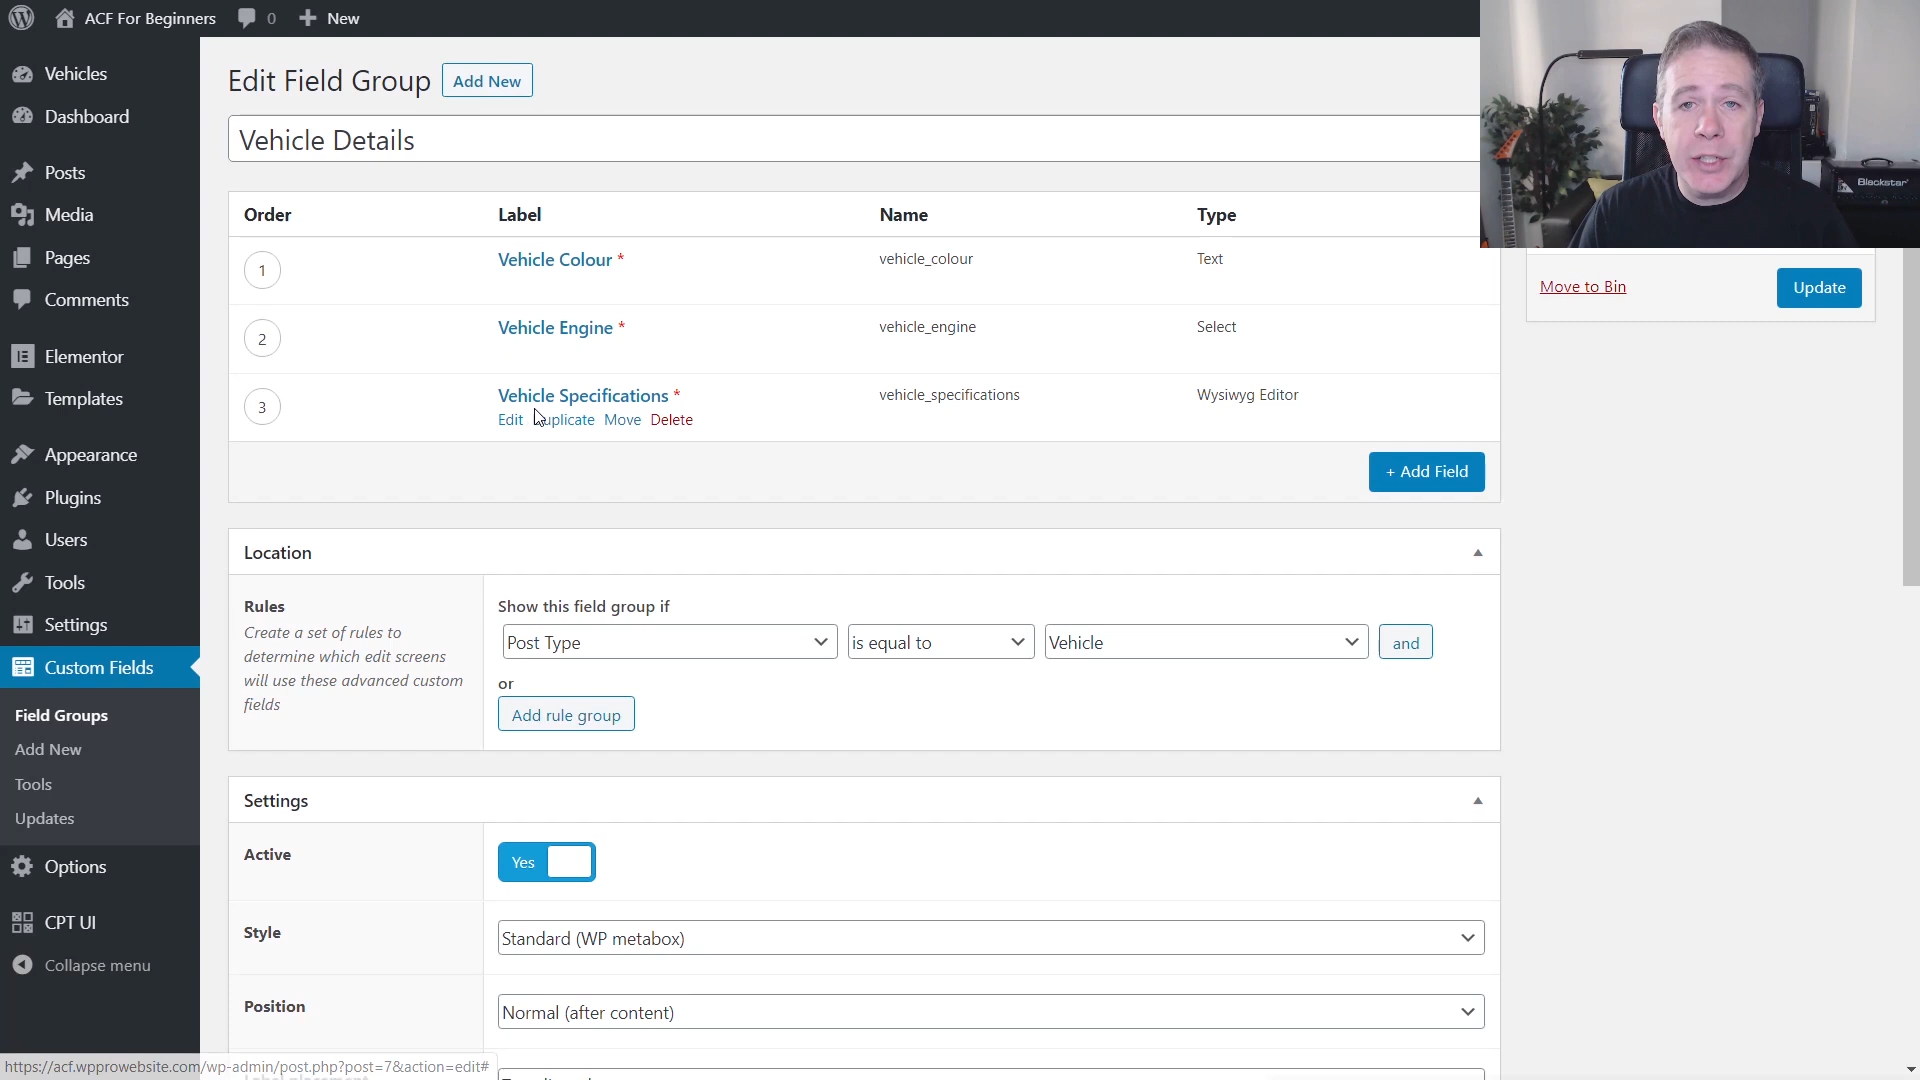 ACF For Beginners
0
New
Vehicles
Dashboard
Posts
Media
Pages
Comments
Elementor
Templates
Appearance
Plugins
Users
Tools
Settings
Custom Fields
Field Groups
Add New
Tools
Updates
Options
CPT UI
Collapse menu
Edit Field Group
Add New
Vehicle Details
Order Label Name Type
1 Vehicle Colour * vehicle_colour Text
2 Vehicle Engine * vehicle_engine Select
3 Vehicle Specifications * vehicle_specifications Wysiwyg Editor
Edit Duplicate Move Delete
+ Add Field
Location
Rules
Create a set of rules to
determine which edit screens
will use these advanced custom
fields
Show this field group if
Post Type is equal to Vehicle and
or
Add rule group
Settings
Active Yes
Style Standard (WP metabox)
Position Normal (after content)
Blackstar
Move to Bin
Update
https://acf.wpprowebsite.com/wp-admin/post.php?post=7&action=edit#